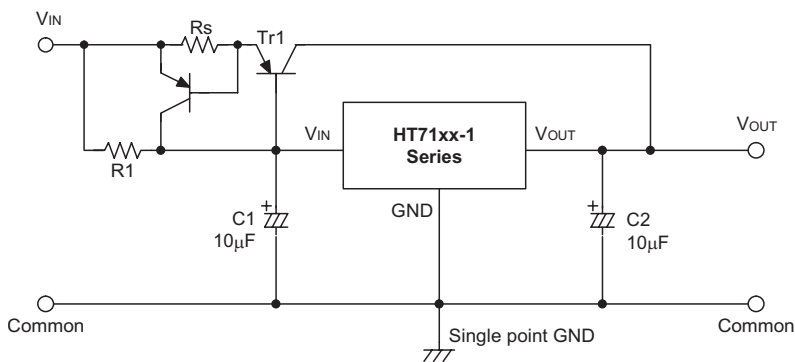 VIN
Rs
Tr1
VIN
HT71xx-1
Series
VOUT
VOUT
R1
GND
C1
10μF
C2
10μF
Common
Single point GND
Common